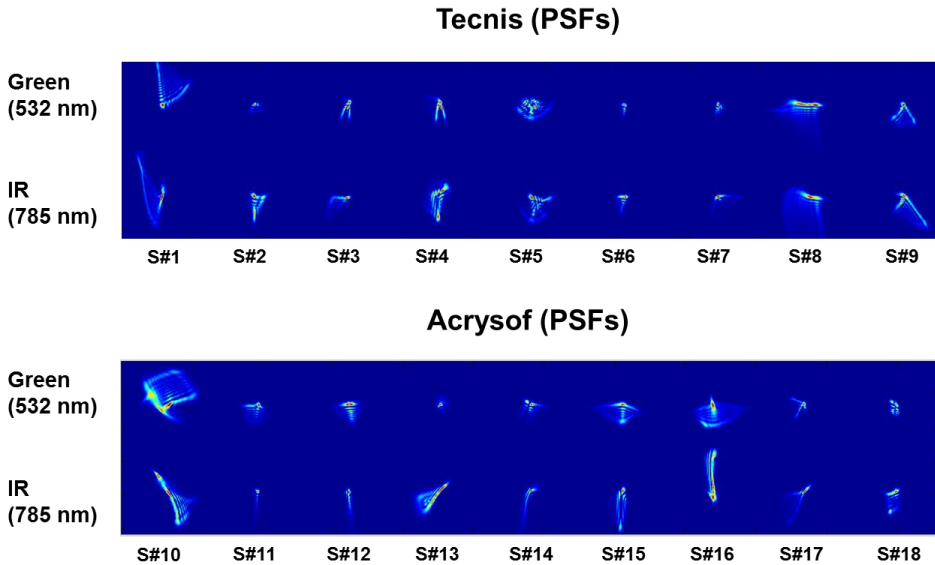 Tecnis (PSFs)
Green
(532 nm)
IR
(785 nm)
S#1 S#2 S#3 S#4 S#5 S#6 S#7 S#8 S#9
Acrysof (PSFs)
Green
(532 nm)
IR
(785 nm)
S#10 S#11 S#12 S#13 S#14 S#15 S#16 S#17 S#18